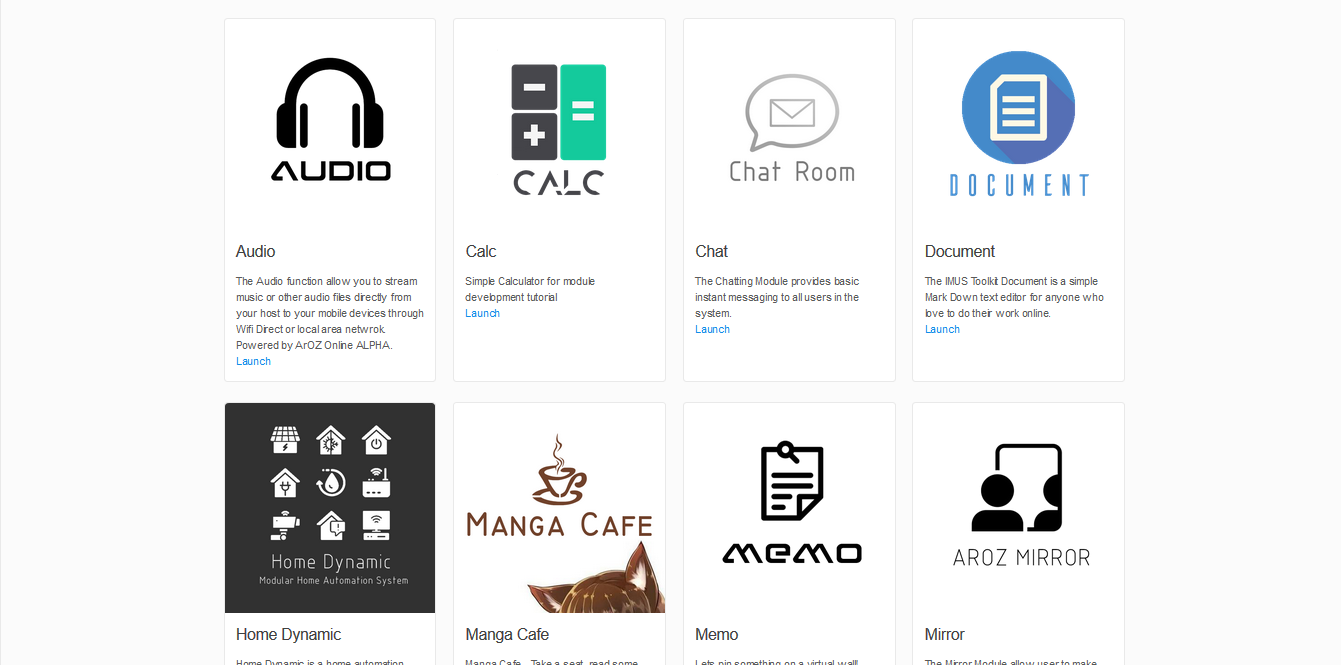 AUDIO
CALC
Chat Room
DOCUMENT
Audio
The Audio function allow you to stream
music or other audio files directly from
your host to your mobile devices through
Wifi Direct or local area netwrok.
Powered by ArOZ Online ALPHA.
Launch
Calc
Simple Calculator for module
development tutorial
Launch
Chat
The Chatting Module provides basic
instant messaging to all users in the
system.
Launch
Document
The IMUS Toolkit Document is a simple
Mark Down text editor for anyone who
love to do their work online.
Launch
Home Dynamic
Modular Home Automation System
MANGA CAFE
MEMO
AROZ MIRROR
Home Dynamic
Home Dynamic is a home automation
Manga Cafe
Manga Cafe - Take a seat, read some
Memo
Lets pin something on a virtual wall!
Mirror
The Mirror Module allow user to make